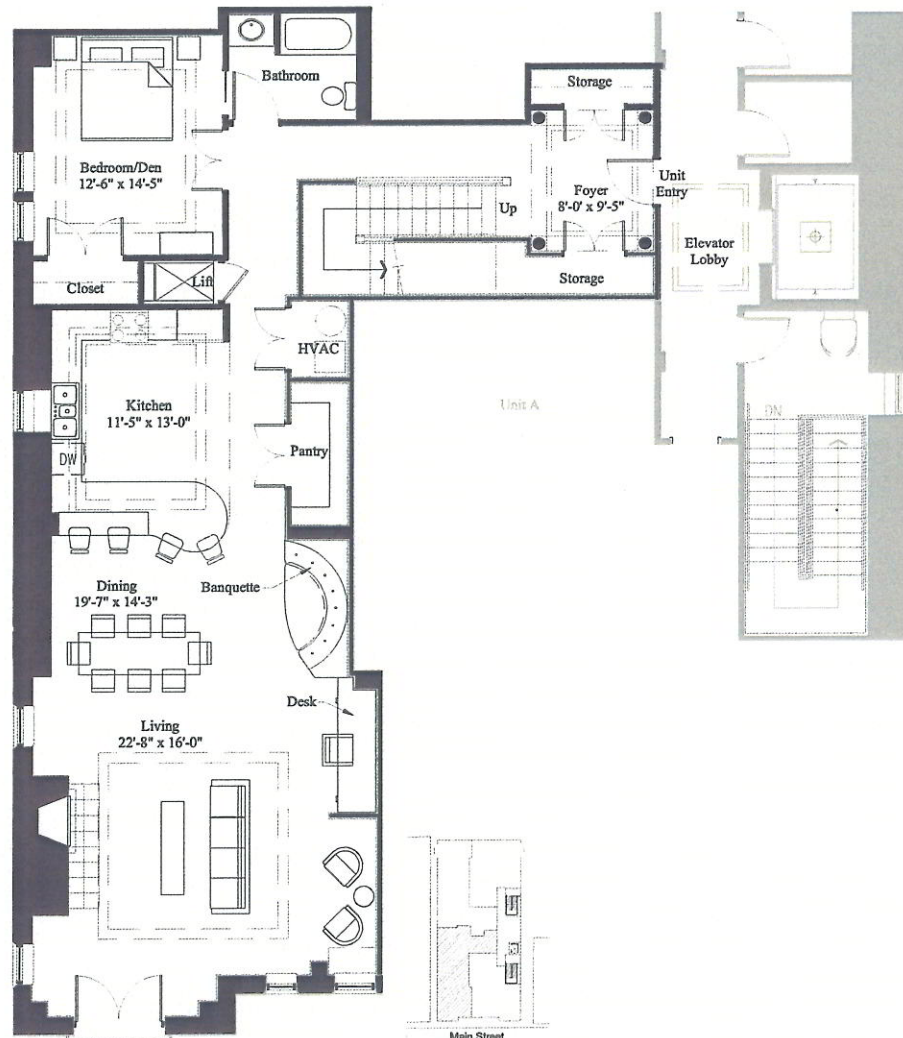 Bathroom
Storage
Bedroom/Den
12'-6" x 14'-5"
Up
Foyer
8'-0' x 9'-5"
Unit
Entry
Elevator
Lobby
Closet
Lift
Storage
HVAC
Kitchen
11'-5" x 13'-0"
Unit A
DN
DW
Pantry
Dining
19'-7" x 14'-3"
Banquette
Desk
Living
22'-8" x 16'-0"
Main Street